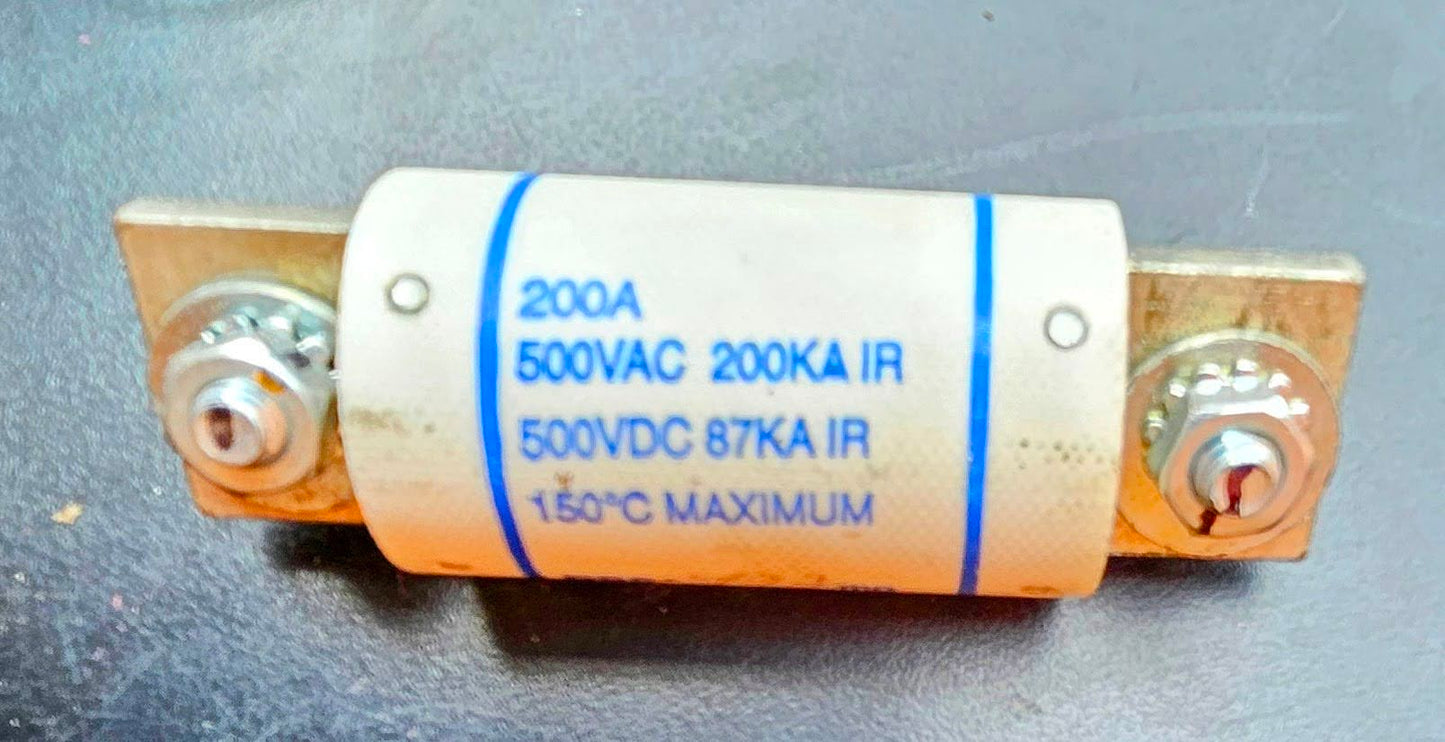 200A
500VAC 200KA IR
500VDC 87KA IR
150°C MAXIMUM